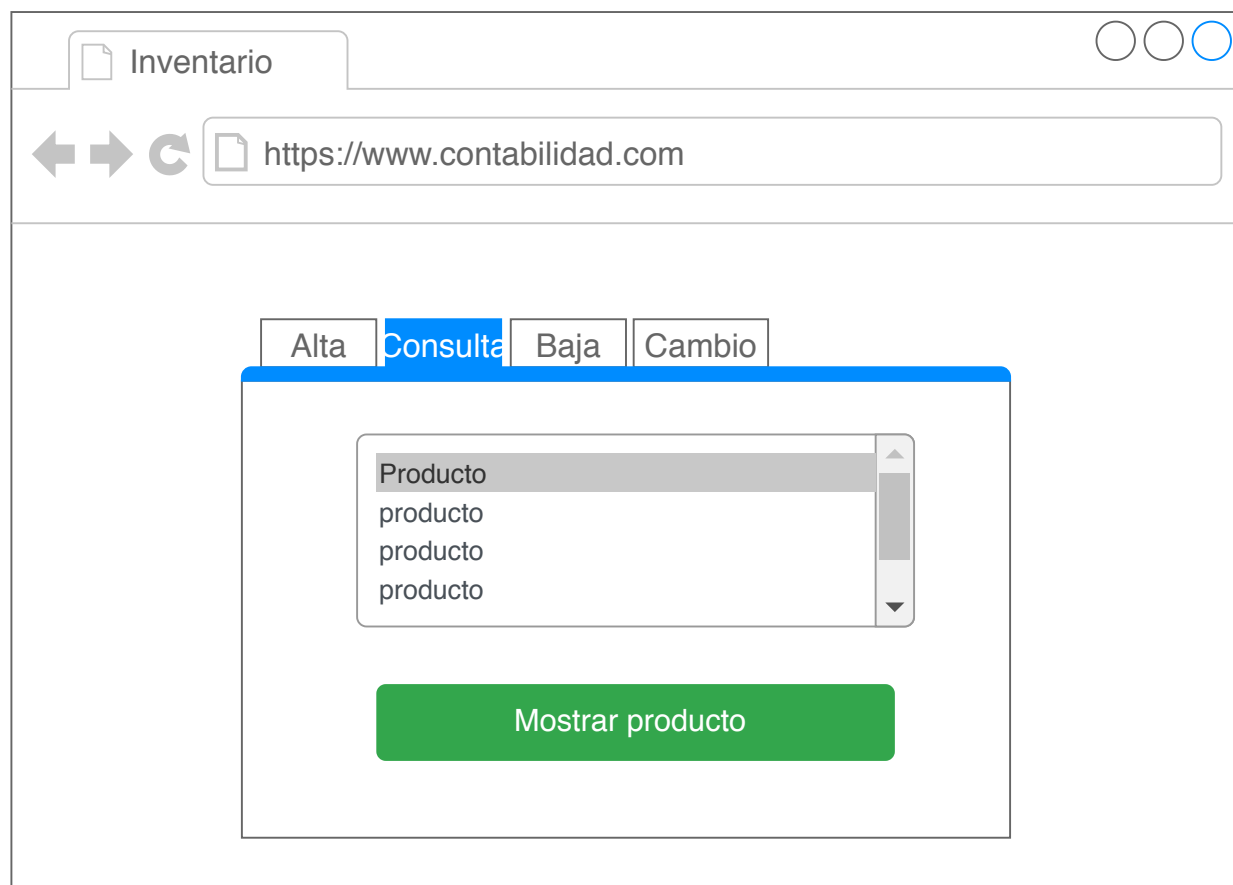 Inventario
https://www.contabilidad.com
Alta Consulta Baja Cambio
Producto
producto
producto
producto
Mostrar producto